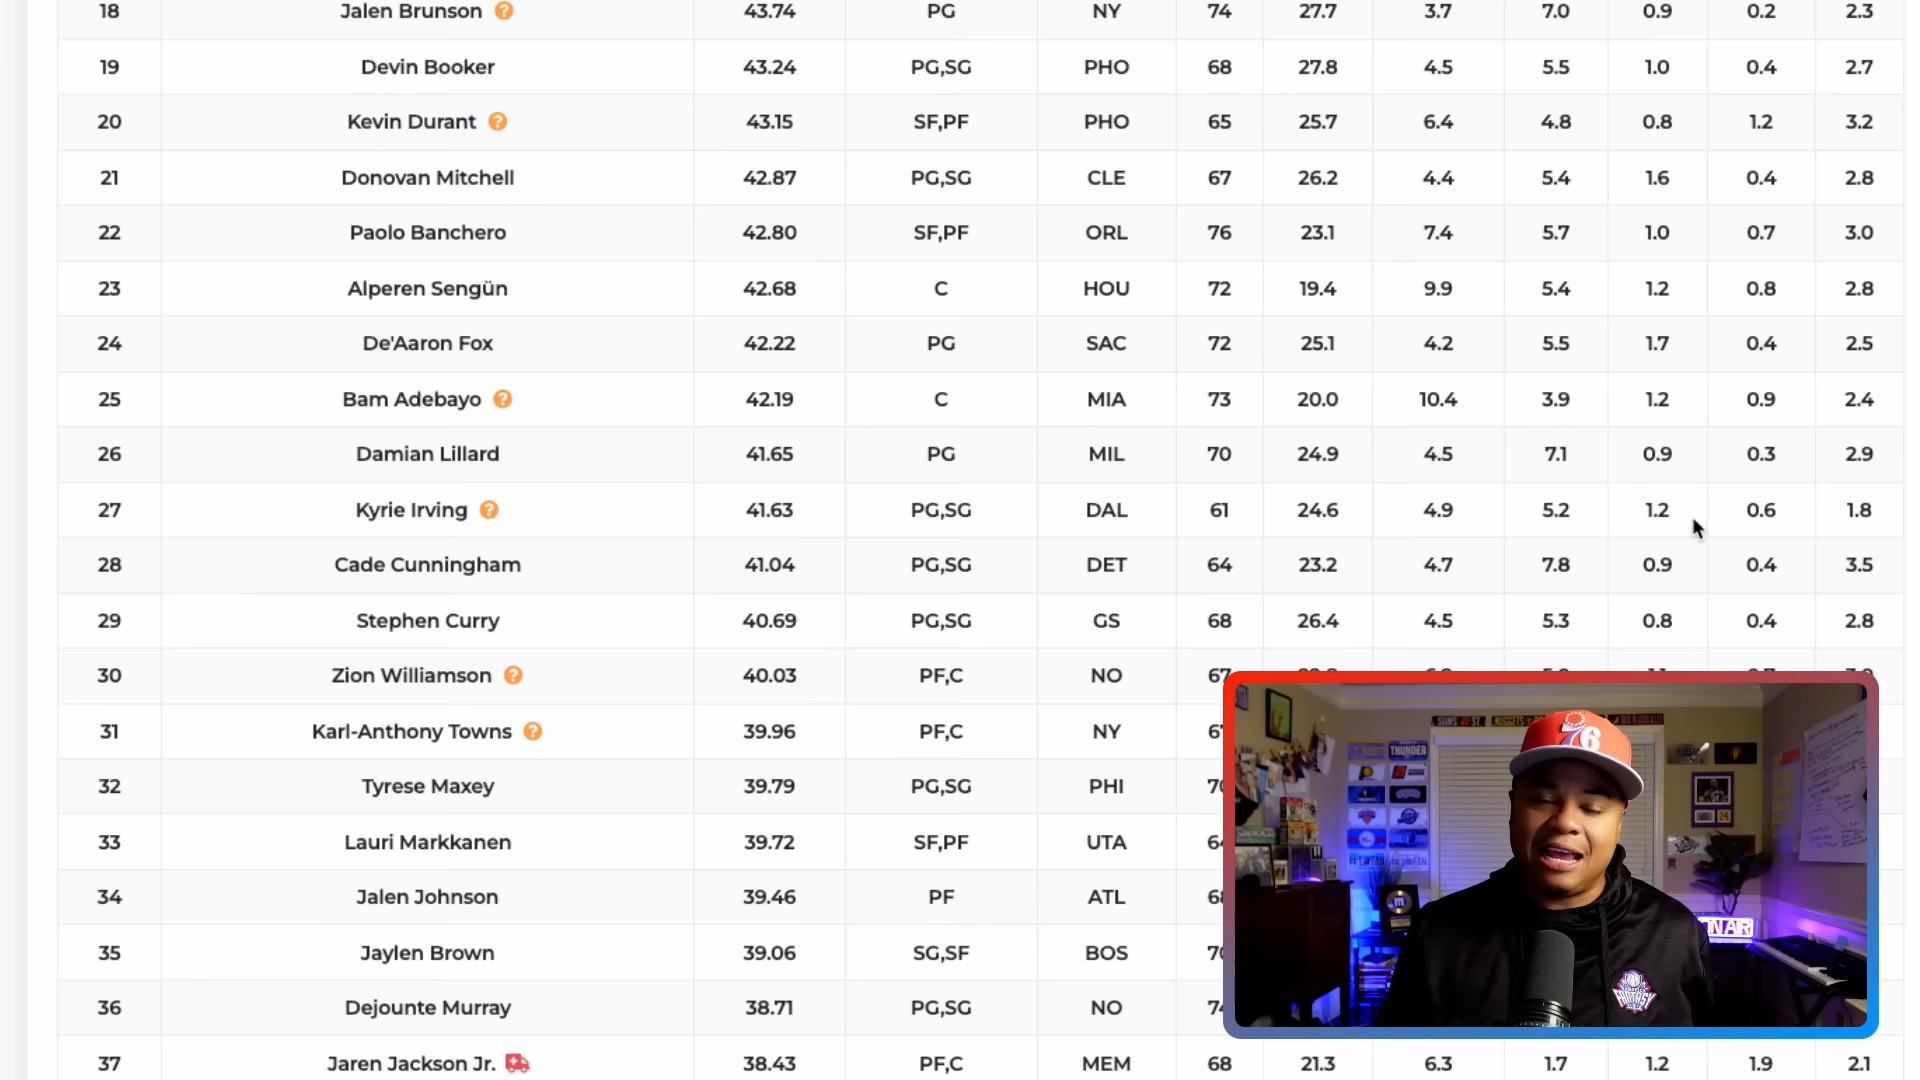 18 Jalen Brunson ? 43.74 PG NY 74 27.7 3.7 7.0 0.9 0.2 2.3
19 Devin Booker 43.24 PG,SG PHO 68 27.8 4.5 5.5 1.0 0.4 2.7
20 Kevin Durant ? 43.15 SF,PF PHO 65 25.7 6.4 4.8 0.8 1.2 3.2
21 Donovan Mitchell 42.87 PG,SG CLE 67 26.2 4.4 5.4 1.6 0.4 2.8
22 Paolo Banchero 42.80 SF,PF ORL 76 23.1 7.4 5.7 1.0 0.7 3.0
23 Alperen Sengün 42.68 C HOU 72 19.4 9.9 5.4 1.2 0.8 2.8
24 De'Aaron Fox 42.22 PG SAC 72 25.1 4.2 5.5 1.7 0.4 2.5
25 Bam Adebayo ? 42.19 C MIA 73 20.0 10.4 3.9 1.2 0.9 2.4
26 Damian Lillard 41.65 PG MIL 70 24.9 4.5 7.1 0.9 0.3 2.9
27 Kyrie Irving ? 41.63 PG,SG DAL 61 24.6 4.9 5.2 1.2 0.6 1.8
28 Cade Cunningham 41.04 PG,SG DET 64 23.2 4.7 7.8 0.9 0.4 3.5
29 Stephen Curry 40.69 PG,SG GS 68 26.4 4.5 5.3 0.8 0.4 2.8
30 Zion Williamson ? 40.03 PF,C NO 67
31 Karl-Anthony Towns ? 39.96 PF,C NY
32 Tyrese Maxey 39.79 PG,SG PHI
33 Lauri Markkanen 39.72 SF,PF UTA
34 Jalen Johnson 39.46 PF ATL
35 Jaylen Brown 39.06 SG,SF BOS
36 Dejounte Murray 38.71 PG,SG NO
37 Jaren Jackson Jr. 38.43 PF,C MEM 68 21.3 6.3 1.7 1.2 1.9 2.1
SUNS ST NUGGETS
THUNDER
76
#1 FAN
ON AIR
FANTASY